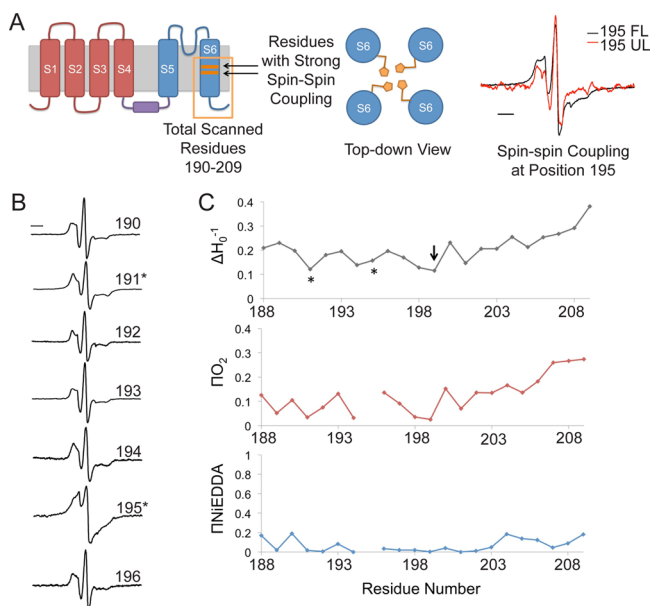 A
S1 S2 S3 S4 S5 S6
Residues
with Strong
Spin-Spin
Coupling
Total Scanned
Residues
190-209
S6 S6
S6 S6
Top-down View
195 FL
195 UL
Spin-spin Coupling
at Position 195
B
190
191*
192
193
194
195*
196
C
ΔH₀⁻¹
0.4
0.3
0.2
0.1
0
* *
188 193 198 203 208
ΠO₂
0.4
0.3
0.2
0.1
0
188 193 198 203 208
ΠNiEDDA
1
0.8
0.6
0.4
0.2
0
188 193 198 203 208
Residue Number